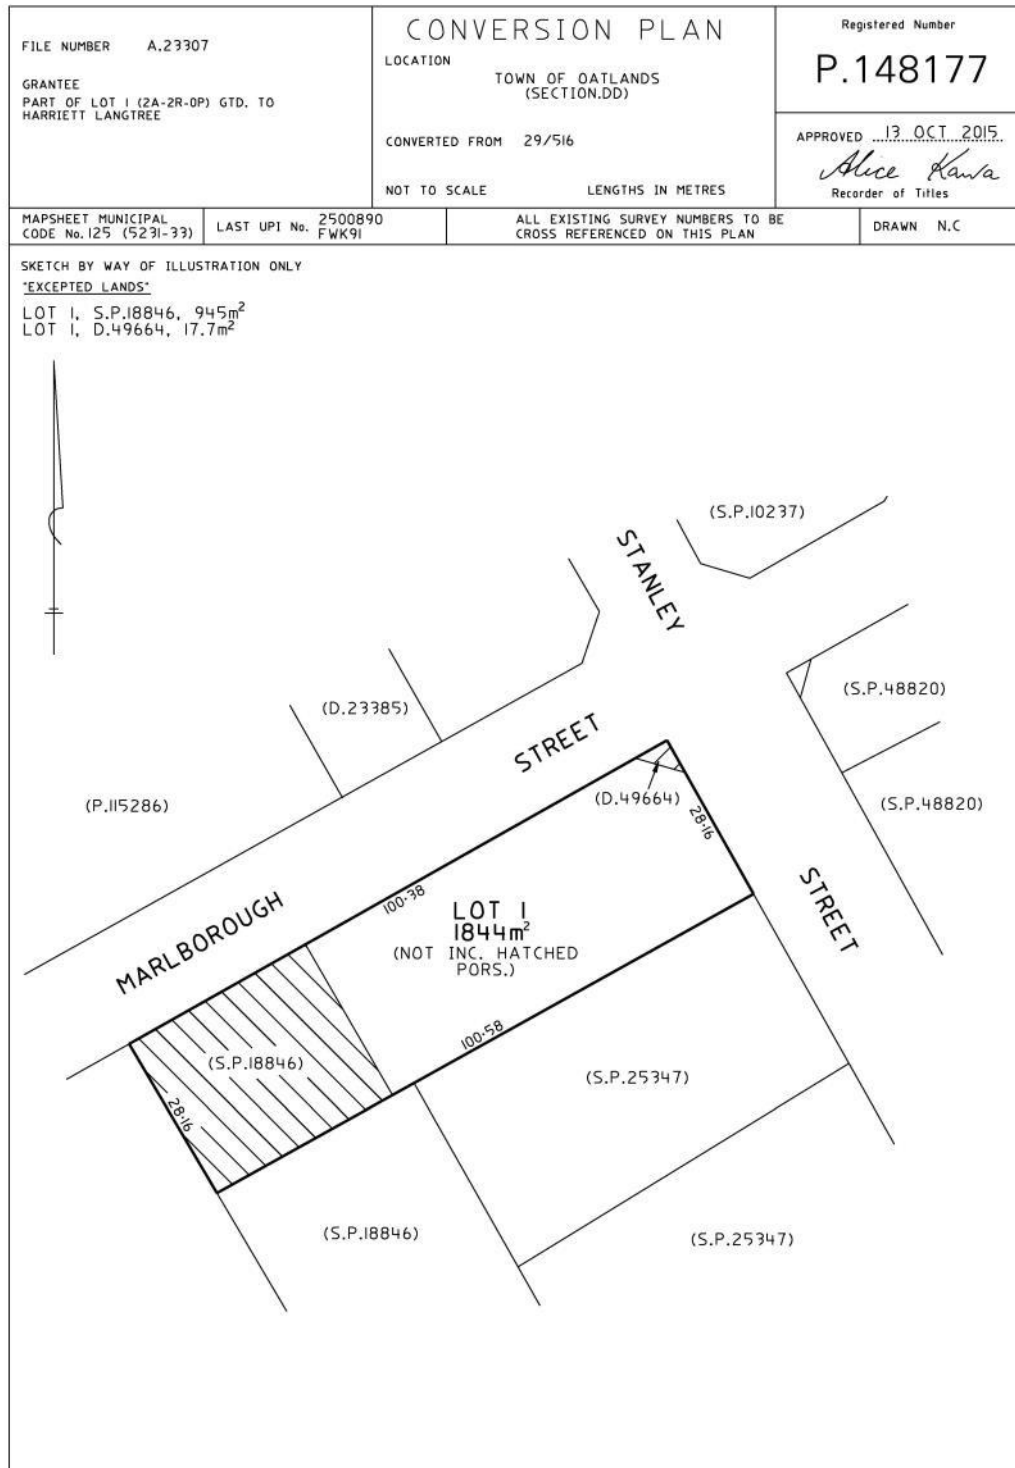 FILE NUMBER A.23307
GRANTEE
PART OF LOT 1 (2A-2R-0P) GTD. TO
HARRIETT LANGTREE
CONVERSION PLAN
LOCATION
TOWN OF OATLANDS
(SECTION.DD)
CONVERTED FROM 29/516
NOT TO SCALE LENGTHS IN METRES
Registered Number
P.148177
APPROVED 13 OCT 2015
Alice Kawa
Recorder of Titles
MAPSHEET MUNICIPAL
CODE No. 125 (5231-33)
LAST UPI No. 2500890
FWK91
ALL EXISTING SURVEY NUMBERS TO BE
CROSS REFERENCED ON THIS PLAN
DRAWN N.C
SKETCH BY WAY OF ILLUSTRATION ONLY
"EXCEPTED LANDS"
LOT 1, S.P.18846, 945m²
LOT 1, D.49664, 17.7m²
(S.P.10237)
STANLEY
(S.P.48820)
(D.23385)
STREET
(P.115286)
(D.49664)
(S.P.48820)
28·16
100·38
STREET
MARLBOROUGH
LOT 1
1844m²
(NOT INC. HATCHED
PORS.)
100·58
(S.P.18846)
(S.P.25347)
28·16
(S.P.18846)
(S.P.25347)